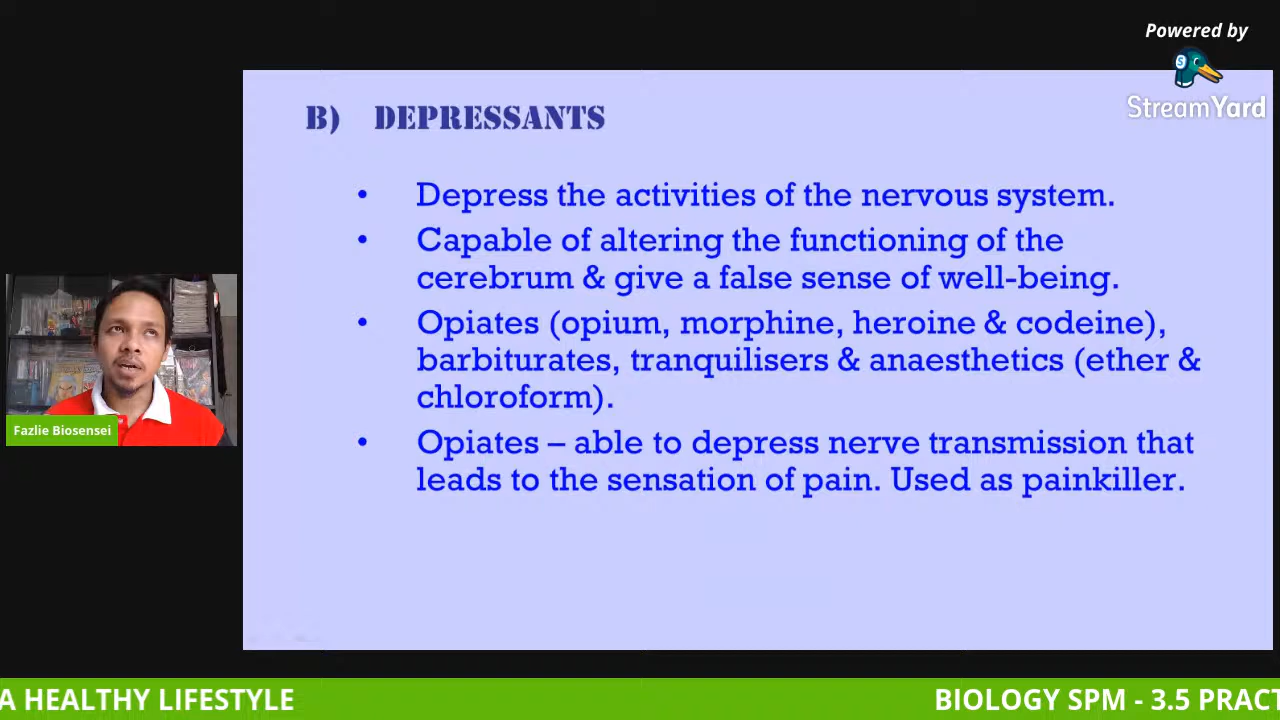 Powered by
StreamYard
B) DEPRESSANTS
• Depress the activities of the nervous system.
• Capable of altering the functioning of the
cerebrum & give a false sense of well-being.
• Opiates (opium, morphine, heroine & codeine),
barbiturates, tranquilisers & anaesthetics (ether &
chloroform).
• Opiates – able to depress nerve transmission that
leads to the sensation of pain. Used as painkiller.
Fazlie Biosensei
A HEALTHY LIFESTYLE
BIOLOGY SPM - 3.5 PRACT